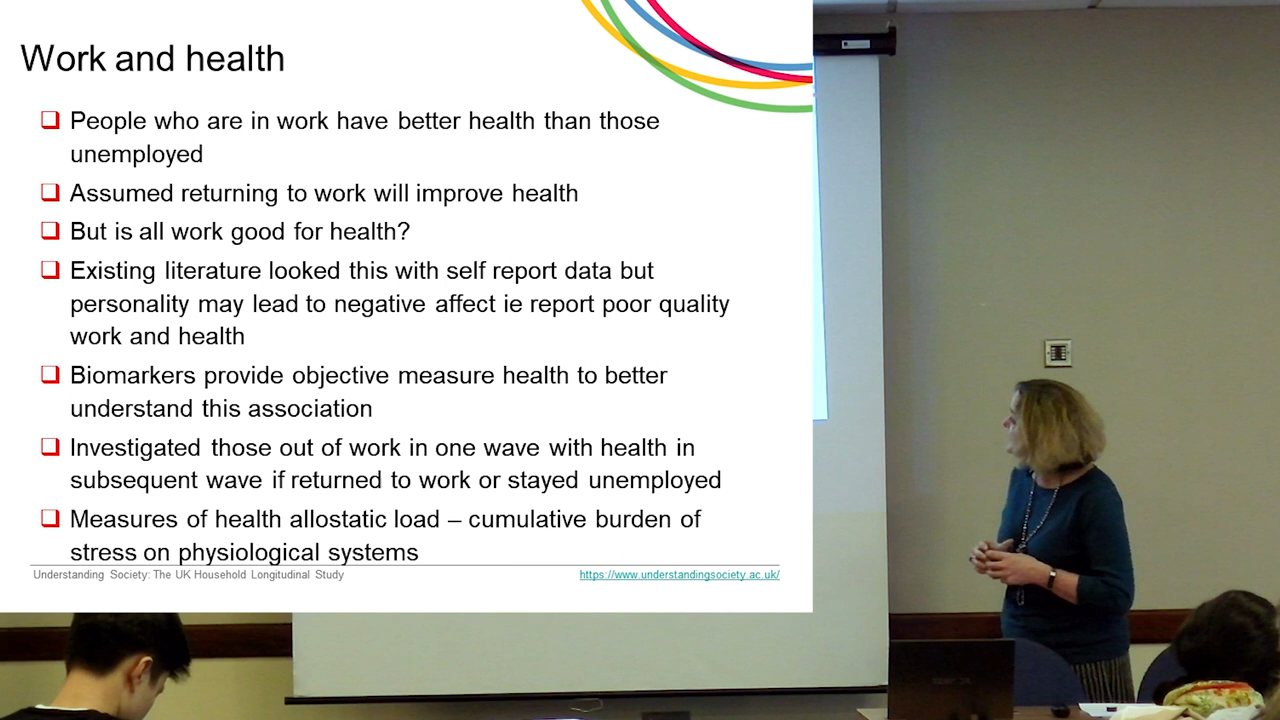 Work and health
❑ People who are in work have better health than those
unemployed
❑ Assumed returning to work will improve health
❑ But is all work good for health?
❑ Existing literature looked this with self report data but
personality may lead to negative affect ie report poor quality
work and health
❑ Biomarkers provide objective measure health to better
understand this association
❑ Investigated those out of work in one wave with health in
subsequent wave if returned to work or stayed unemployed
❑ Measures of health allostatic load – cumulative burden of
stress on physiological systems
Understanding Society: The UK Household Longitudinal Study
https://www.understandingsociety.ac.uk/